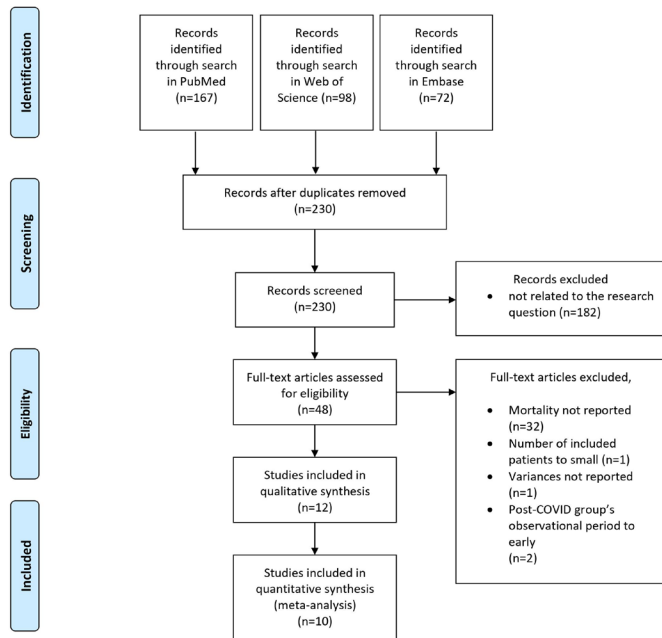 Identification
Records
identified
through search
in PubMed
(n=167)
Records
identified
through search
in Web of
Science (n=98)
Records
identified
through search
in Embase
(n=72)
Screening
Records after duplicates removed
(n=230)
Records screened
(n=230)
Records excluded
• not related to the research
question (n=182)
Eligibility
Full-text articles assessed
for eligibility
(n=48)
Full-text articles excluded,
• Mortality not reported
(n=32)
• Number of included
patients to small (n=1)
• Variances not reported
(n=1)
• Post-COVID group's
observational period to
early
(n=2)
Studies included in
qualitative synthesis
(n=12)
Included
Studies included in
quantitative synthesis
(meta-analysis)
(n=10)